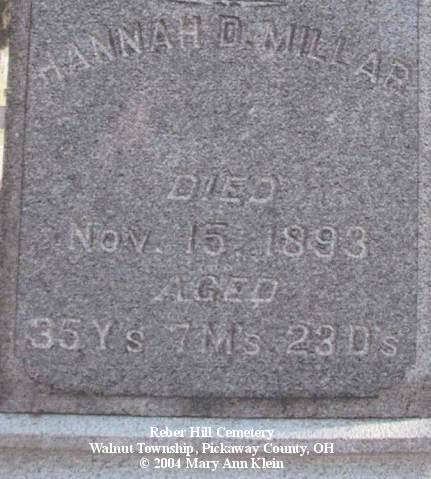 HANNAH D. MILLAR
DIED
Nov. 15, 1893
AGED
35Y's 7M's 23D's
Reber Hill Cemetery
Walnut Township, Pickaway County, OH
© 2004 Mary Ann Klein